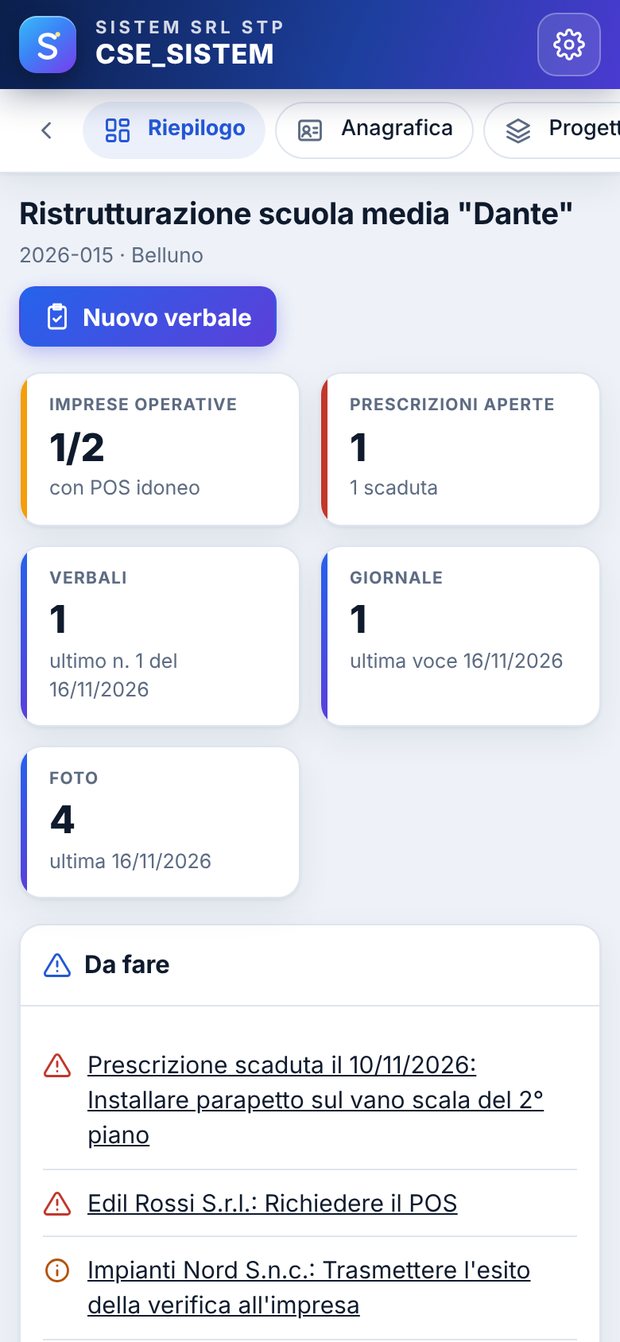 S
SISTEM SRL STP
CSE_SISTEM
Riepilogo
Anagrafica
Progett
Ristrutturazione scuola media "Dante"
2026-015 · Belluno
Nuovo verbale
IMPRESE OPERATIVE
1/2
con POS idoneo
PRESCRIZIONI APERTE
1
1 scaduta
VERBALI
1
ultimo n. 1 del
16/11/2026
GIORNALE
1
ultima voce 16/11/2026
FOTO
4
ultima 16/11/2026
Da fare
Prescrizione scaduta il 10/11/2026:
Installare parapetto sul vano scala del 2°
piano
Edil Rossi S.r.l.: Richiedere il POS
Impianti Nord S.n.c.: Trasmettere l'esito
della verifica all'impresa